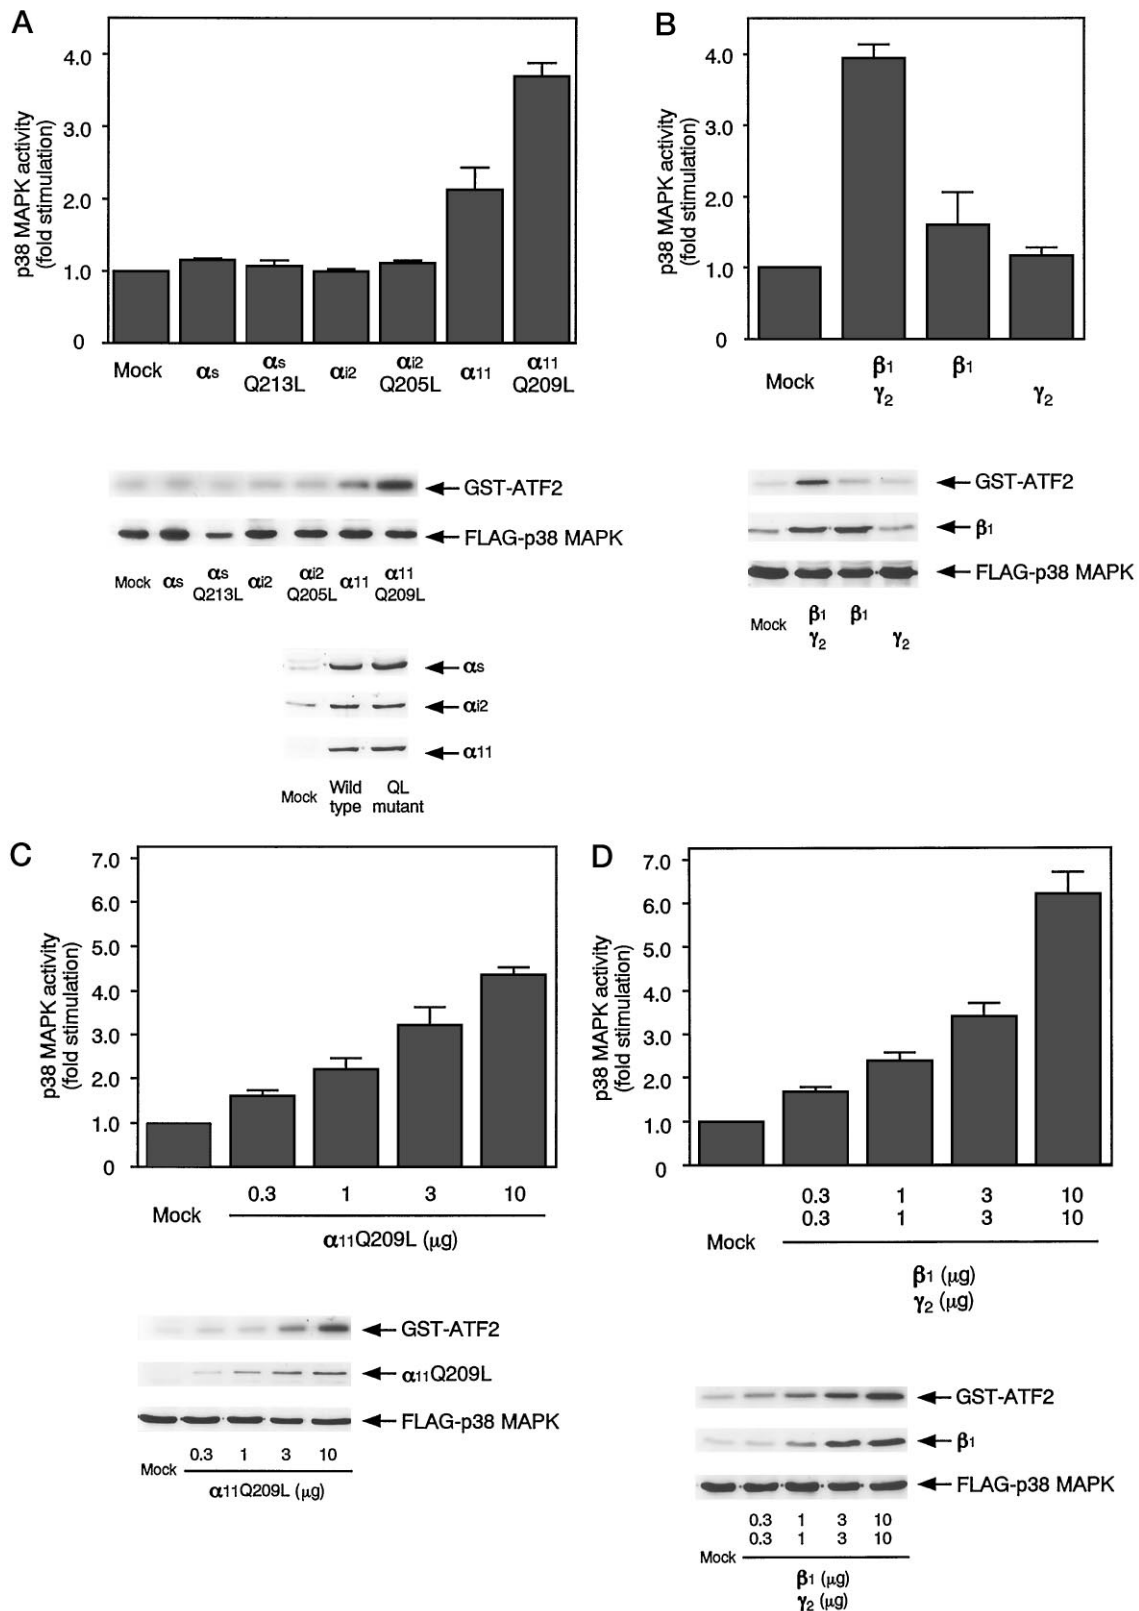 A
p38 MAPK activity
(fold stimulation)
4.0
3.0
2.0
1.0
0
Mock αs αs αi2 αi2 α11 α11
Q213L Q205L Q209L
GST-ATF2
FLAG-p38 MAPK
Mock αs αs αi2 αi2 α11 α11
Q213L Q205L Q209L
αs
αi2
α11
Mock Wild QL
type mutant
B
p38 MAPK activity
(fold stimulation)
4.0
3.0
2.0
1.0
0
Mock β1 β1
γ2 γ2
GST-ATF2
β1
FLAG-p38 MAPK
Mock β1 β1
γ2 γ2
C
p38 MAPK activity
(fold stimulation)
7.0
6.0
5.0
4.0
3.0
2.0
1.0
0
0.3 1 3 10
Mock
α11Q209L (μg)
GST-ATF2
α11Q209L
FLAG-p38 MAPK
0.3 1 3 10
Mock
α11Q209L (μg)
D
p38 MAPK activity
(fold stimulation)
7.0
6.0
5.0
4.0
3.0
2.0
1.0
0
0.3 1 3 10
0.3 1 3 10
Mock
β1 (μg)
γ2 (μg)
GST-ATF2
β1
FLAG-p38 MAPK
0.3 1 3 10
0.3 1 3 10
Mock
β1 (μg)
γ2 (μg)